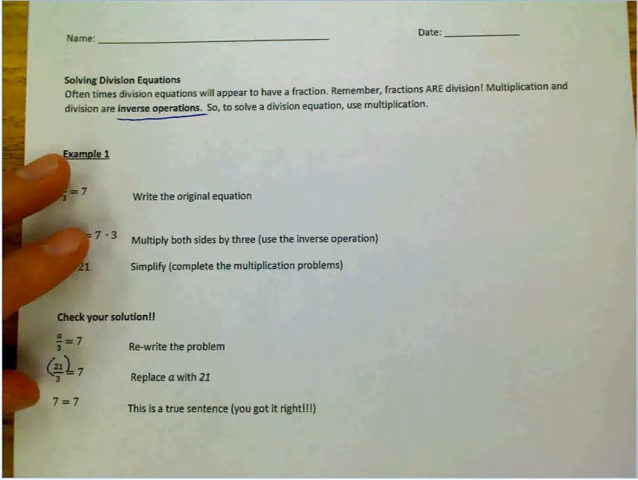 Name: ____________ Date: ____________
Solving Division Equations
Often times division equations will appear to have a fraction. Remember, fractions ARE division! Multiplication and
division are inverse operations. So, to solve a division equation, use multiplication.
Example 1
3 = 7 Write the original equation
= 7 · 3 Multiply both sides by three (use the inverse operation)
21 Simplify (complete the multiplication problems)
Check your solution!!
a/3 = 7 Re-write the problem
(21/3) = 7 Replace a with 21
7 = 7 This is a true sentence (you got it right!!!)